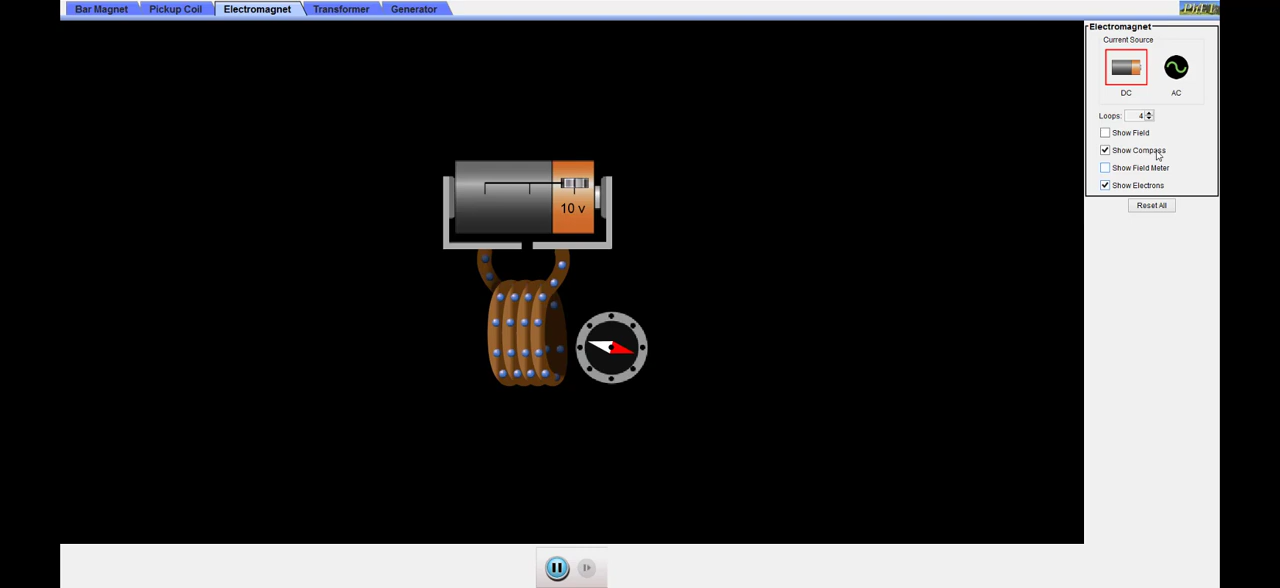 Bar Magnet Pickup Coil Electromagnet Transformer Generator
PHET
Electromagnet
Current Source
DC AC
Loops: 4
Show Field
Show Compass
Show Field Meter
Show Electrons
Reset All
10 v